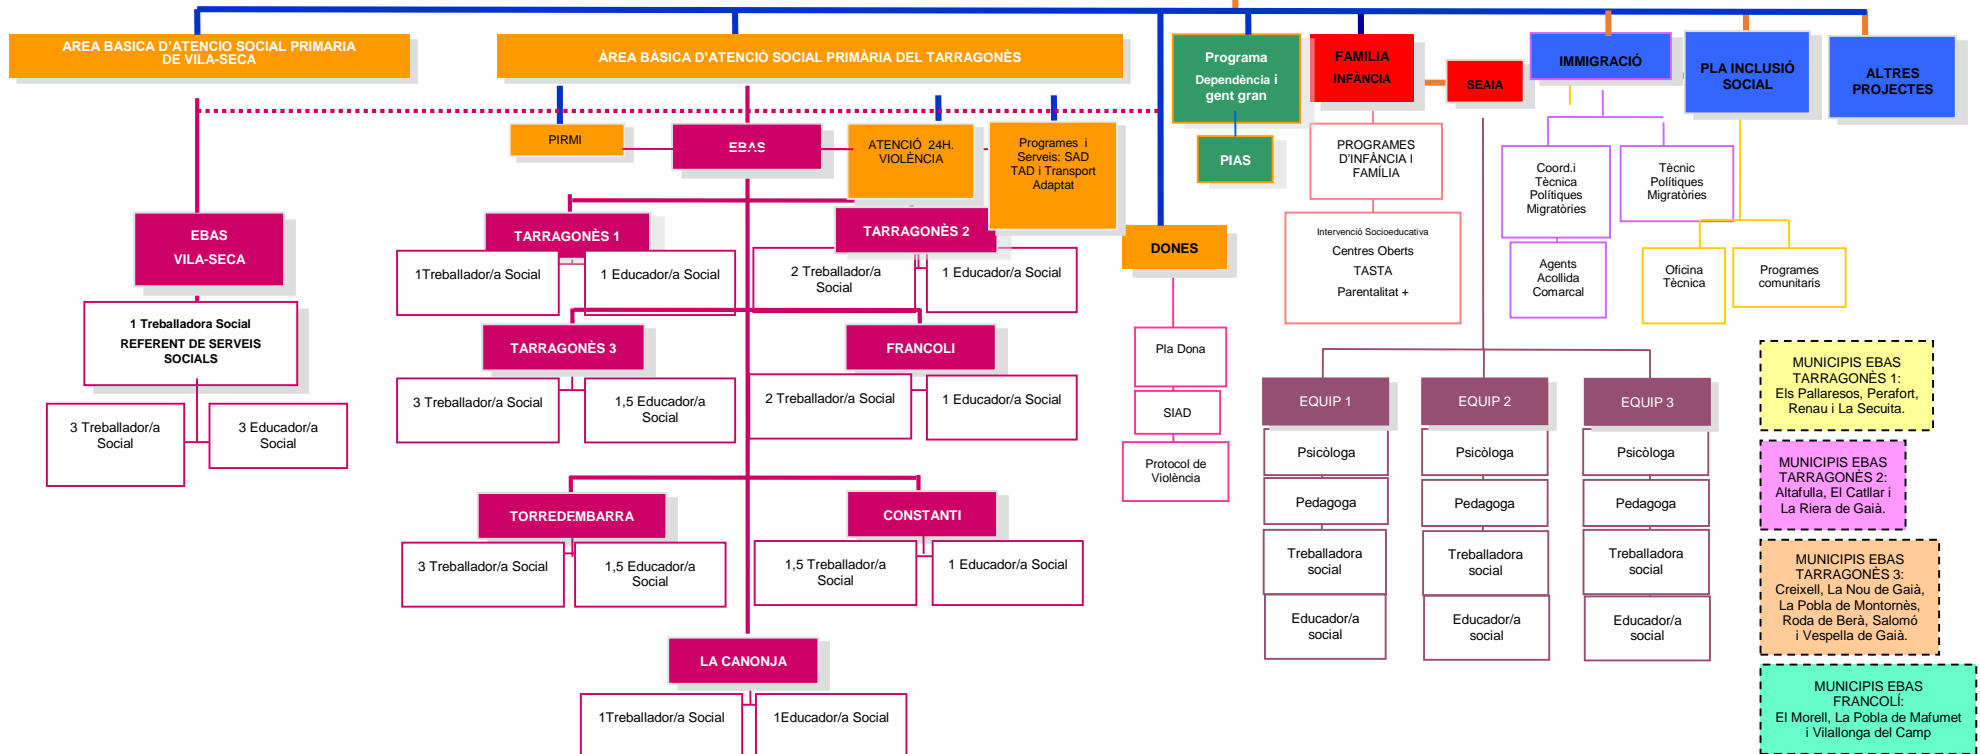 AREA BASICA D'ATENCIO SOCIAL PRIMARIA
DE VILA-SECA
ÀREA BÀSICA D'ATENCIÓ SOCIAL PRIMÀRIA DEL TARRAGONÈS
Programa
Dependència i
gent gran
FAMILIA
INFÀNCIA
SEAIA
IMMIGRACIÓ
PLA INCLUSIÓ
SOCIAL
ALTRES
PROJECTES
PIRMI
EBAS
ATENCIÓ 24H.
VIOLÈNCIA
Programes i
Serveis: SAD
TAD i Transport
Adaptat
PIAS
PROGRAMES
D'INFÀNCIA I
FAMÍLIA
Coord.i
Tècnica
Polítiques
Migratóries
Tècnic
Polítiques
Migratóries
EBAS
VILA-SECA
TARRAGONÈS 1
1Treballador/a Social
1 Educador/a Social
TARRAGONÈS 2
2 Treballador/a
Social
1 Educador/a Social
DONES
Intervenció Socioeducativa
Centres Oberts
TASTA
Parentalitat +
Agents
Acollida
Comarcal
Oficina
Tècnica
Programes
comunitaris
1 Treballadora Social
REFERENT DE SERVEIS
SOCIALS
3 Treballador/a
Social
3 Educador/a
Social
TARRAGONÈS 3
3 Treballador/a Social
1,5 Educador/a
Social
FRANCOLI
2 Treballador/a Social
1 Educador/a Social
Pla Dona
SIAD
Protocol de
Violència
EQUIP 1
EQUIP 2
EQUIP 3
Psicòloga
Psicòloga
Psicòloga
Pedagoga
Pedagoga
Pedagoga
Treballadora
social
Treballadora
social
Treballadora
social
Educador/a
social
Educador/a
social
Educador/a
social
TORREDEMBARRA
3 Treballador/a Social
1,5 Educador/a
Social
CONSTANTI
1,5 Treballador/a
Social
1 Educador/a Social
LA CANONJA
1Treballador/a Social
1Educador/a Social
MUNICIPIS EBAS
TARRAGONÈS 1:
Els Pallaresos, Perafort,
Renau i La Secuita.
MUNICIPIS EBAS
TARRAGONÈS 2:
Altafulla, El Catllar i
La Riera de Gaià.
MUNICIPIS EBAS
TARRAGONÈS 3:
Creixell, La Nou de Gaià,
La Pobla de Montornès,
Roda de Berà, Salomó
i Vespella de Gaià.
MUNICIPIS EBAS
FRANCOLÍ:
El Morell, La Pobla de Mafumet
i Vilallonga del Camp